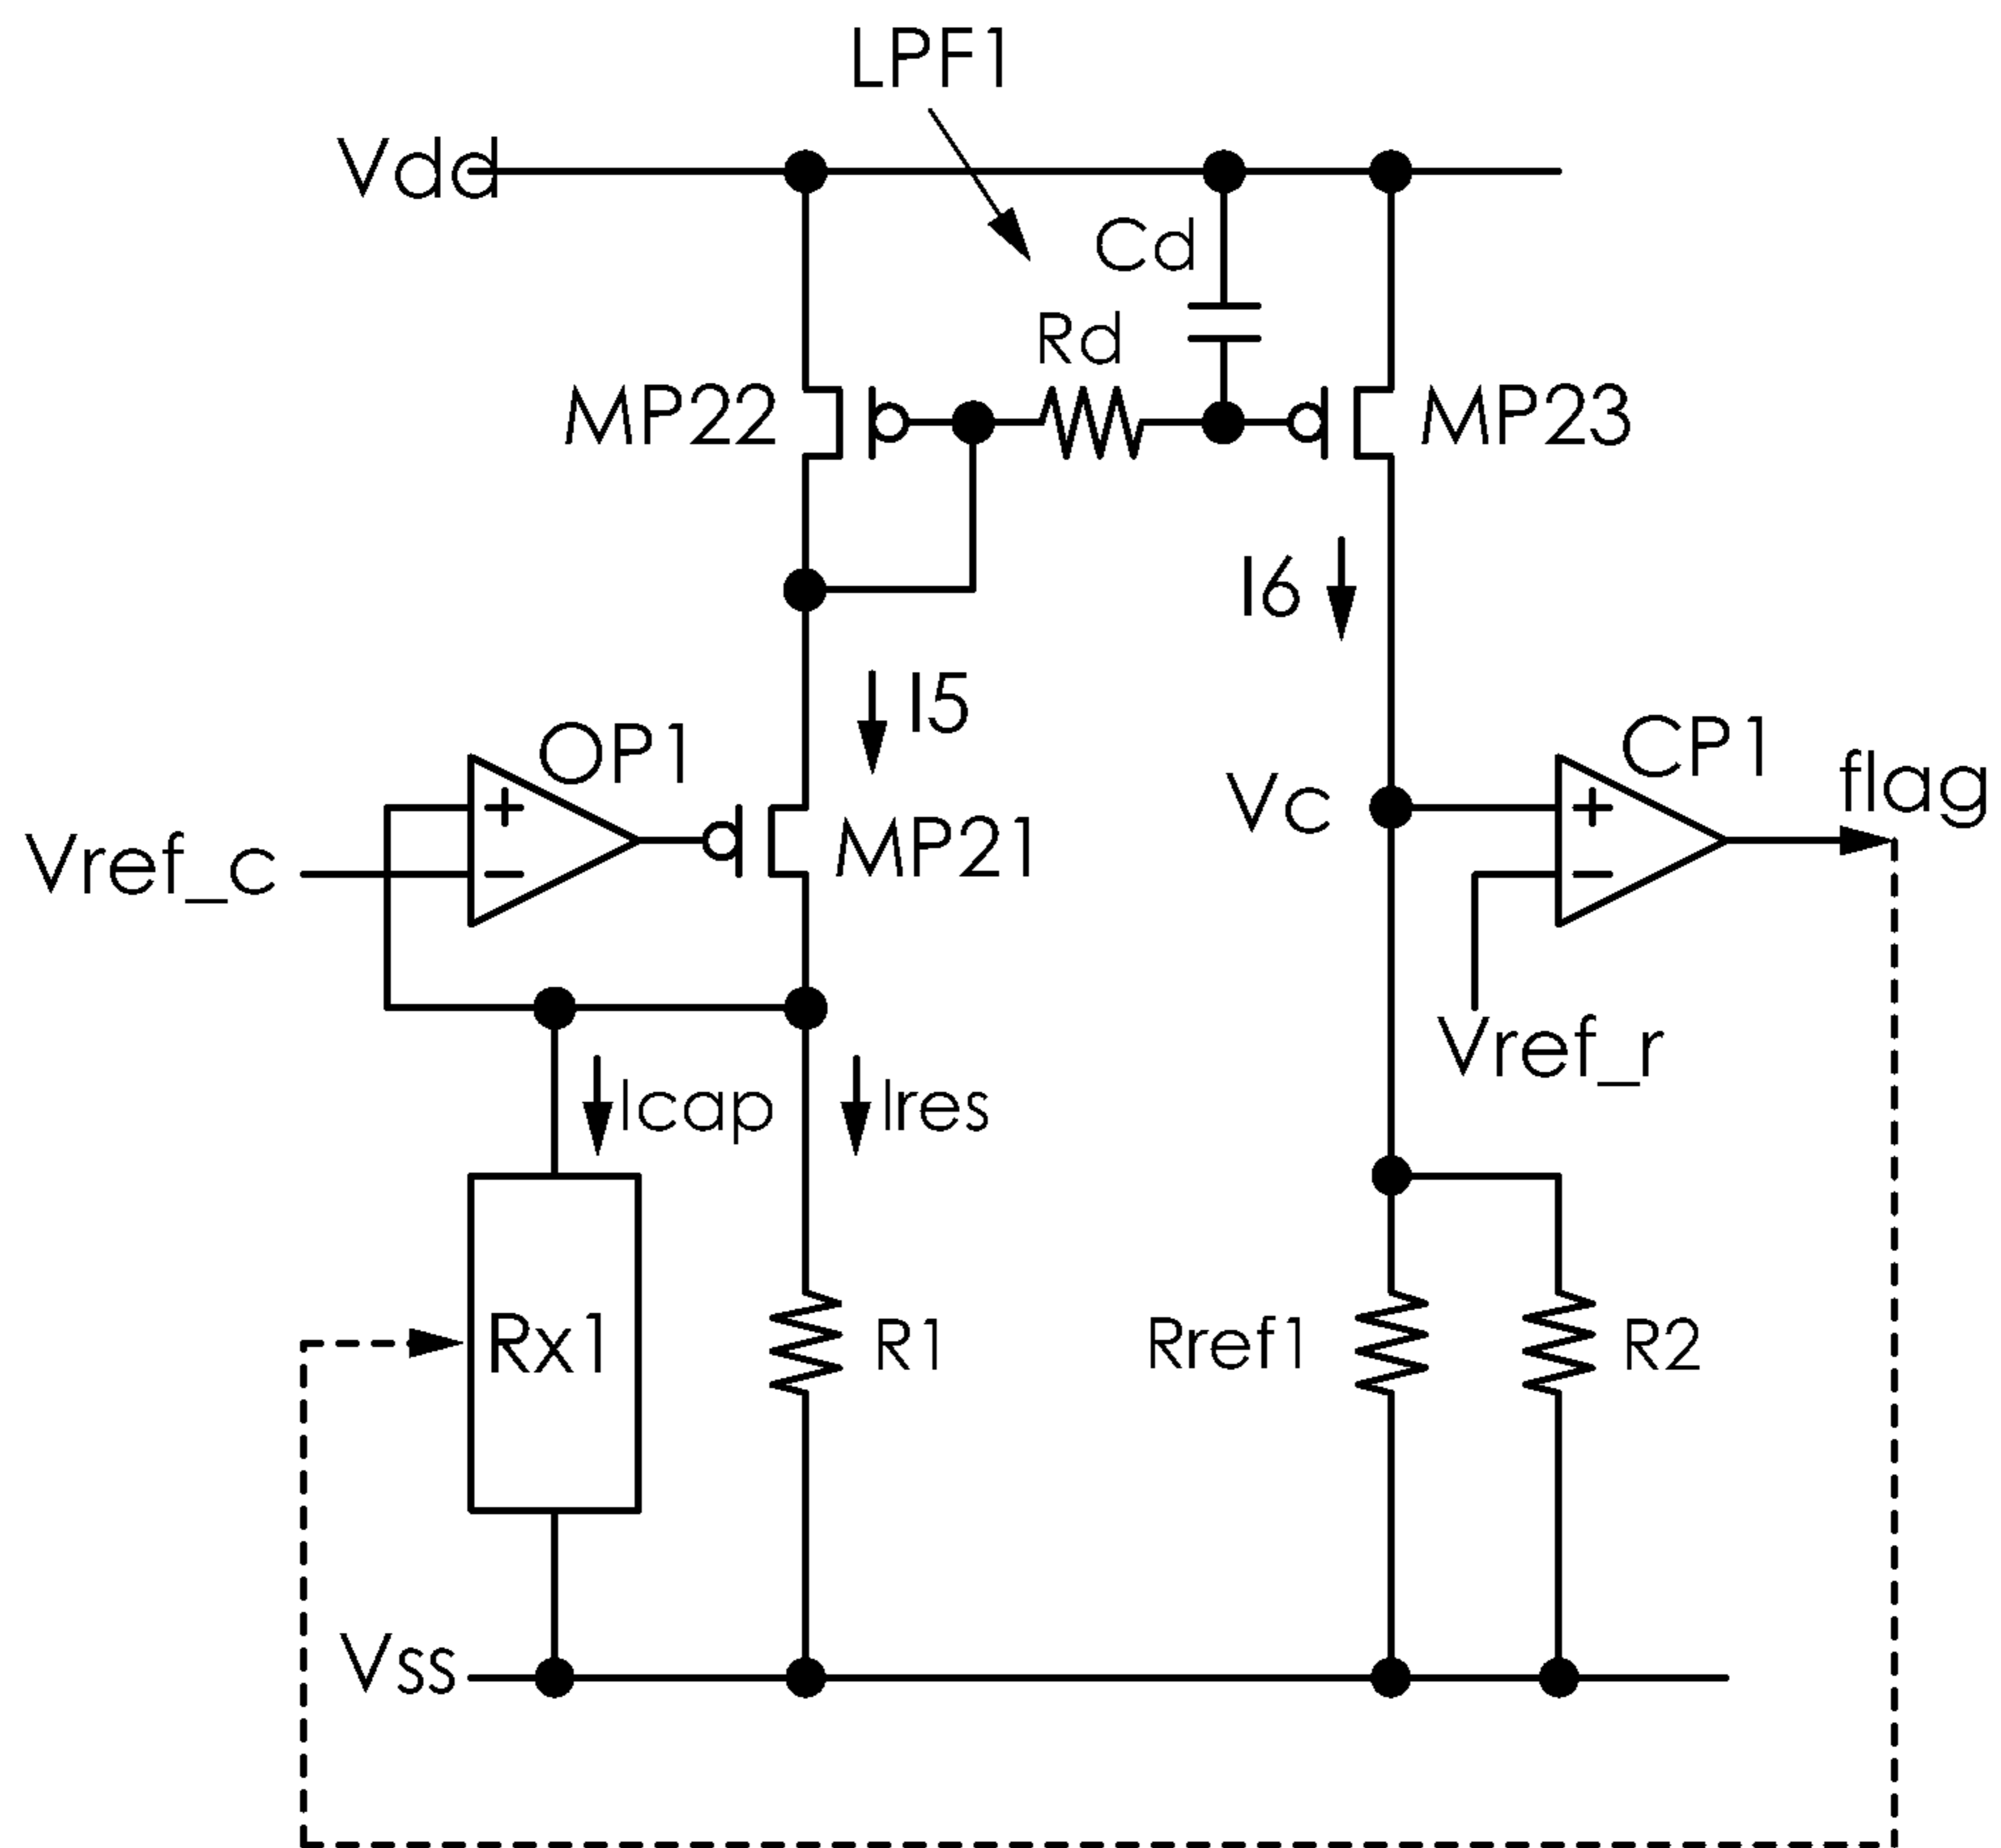 LPF1
Vdd
Cd
Rd
MP22
MP23
I6
I5
OP1
CP1
flag
Vc
+
+
MP21
Vref_c
−
−
Vref_r
Icap
Ires
Rx1
R1
Rref1
R2
Vss